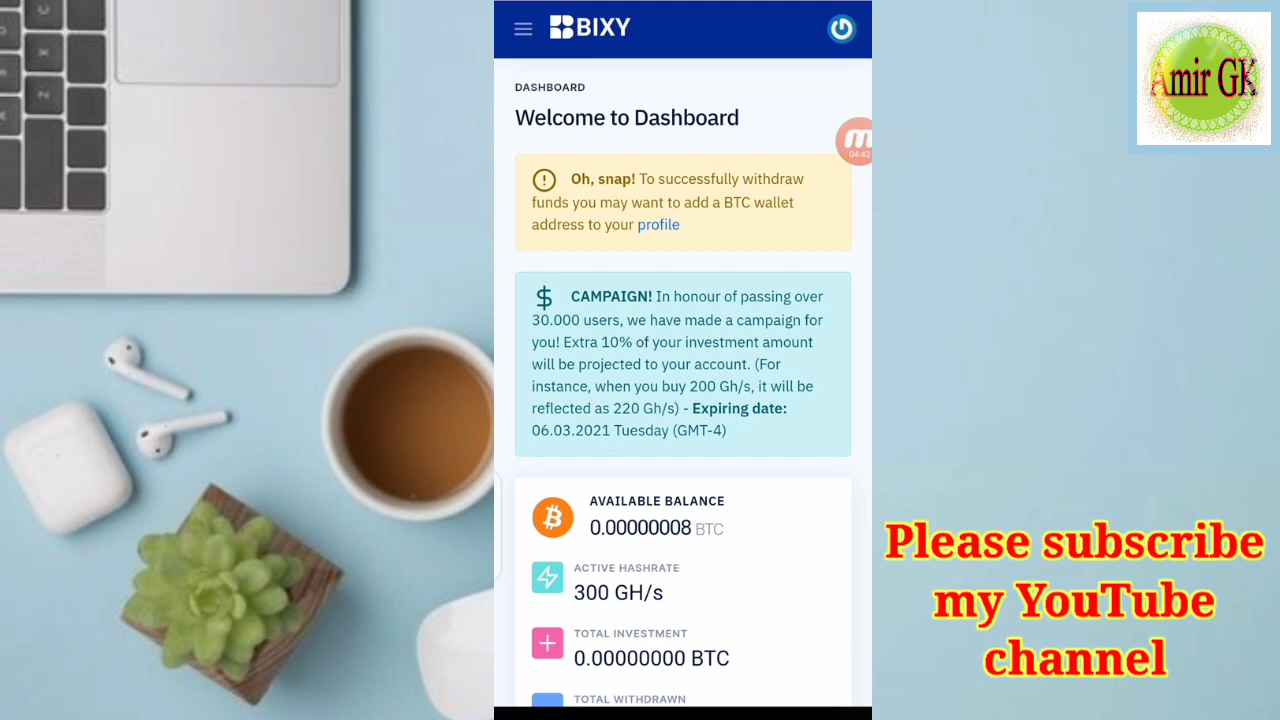 BIXY
Amir GK
DASHBOARD
Welcome to Dashboard
04:42
Oh, snap! To successfully withdraw
funds you may want to add a BTC wallet
address to your profile
CAMPAIGN! In honour of passing over
30.000 users, we have made a campaign for
you! Extra 10% of your investment amount
will be projected to your account. (For
instance, when you buy 200 Gh/s, it will be
reflected as 220 Gh/s) - Expiring date:
06.03.2021 Tuesday (GMT-4)
AVAILABLE BALANCE
0.00000008 BTC
ACTIVE HASHRATE
300 GH/s
TOTAL INVESTMENT
0.00000000 BTC
TOTAL WITHDRAWN
Please subscribe
my YouTube
channel